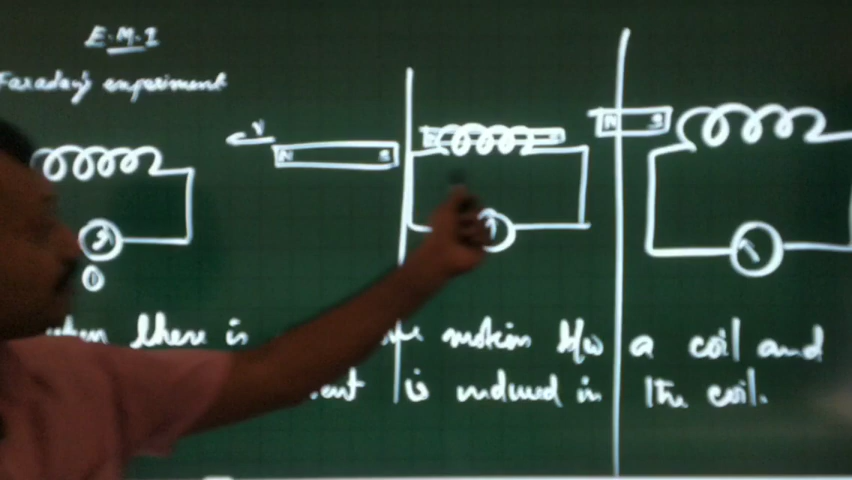 E.M.I
Faraday's experiment
v
N S
N S
N S
0
when there is motion b/w a coil and
is induced in the coil.